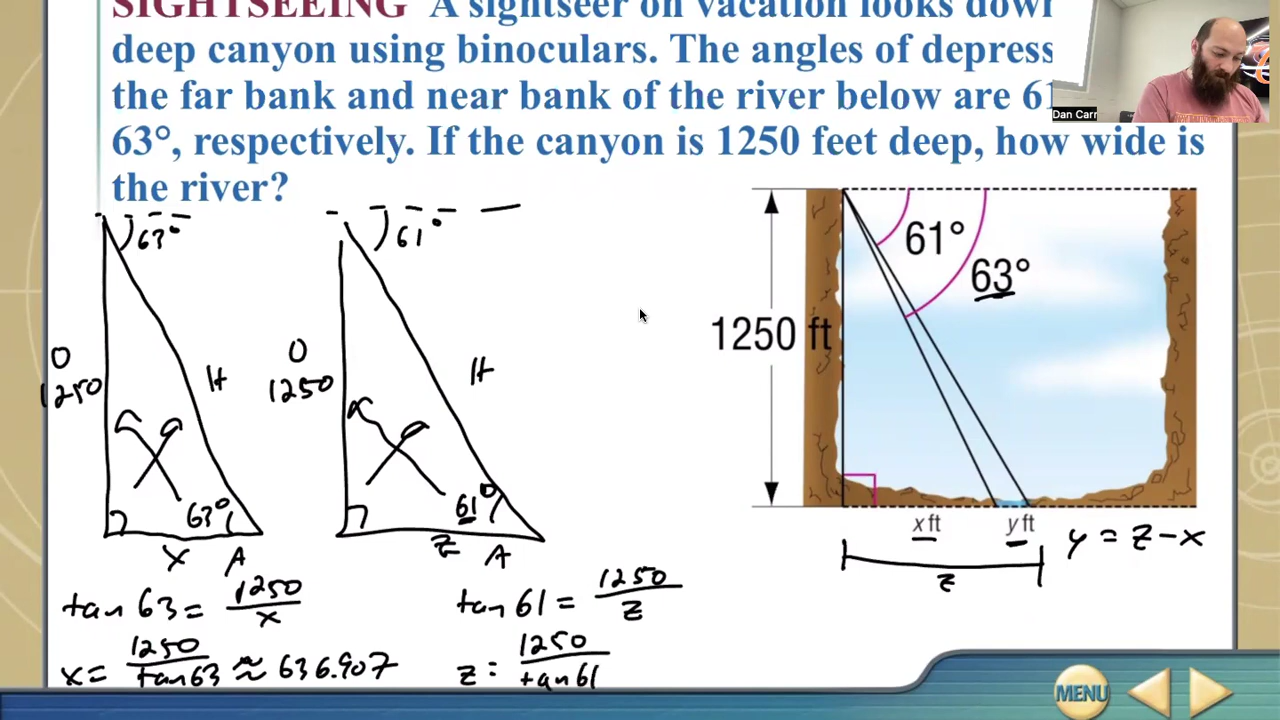 SIGHTSEEING A sightseer on vacation looks down
deep canyon using binoculars. The angles of depress
the far bank and near bank of the river below are 61
63°, respectively. If the canyon is 1250 feet deep, how wide is
the river?
Dan Carr
63°
O
1250
H
63°
x A
tan 63 = 1250/x
x = 1250/tan63 ≈ 636.907
61°
O
1250
H
61°
z A
tan 61 = 1250/z
z = 1250/tan61
61°
63°
1250 ft
x ft y ft
y = z - x
z
MENU